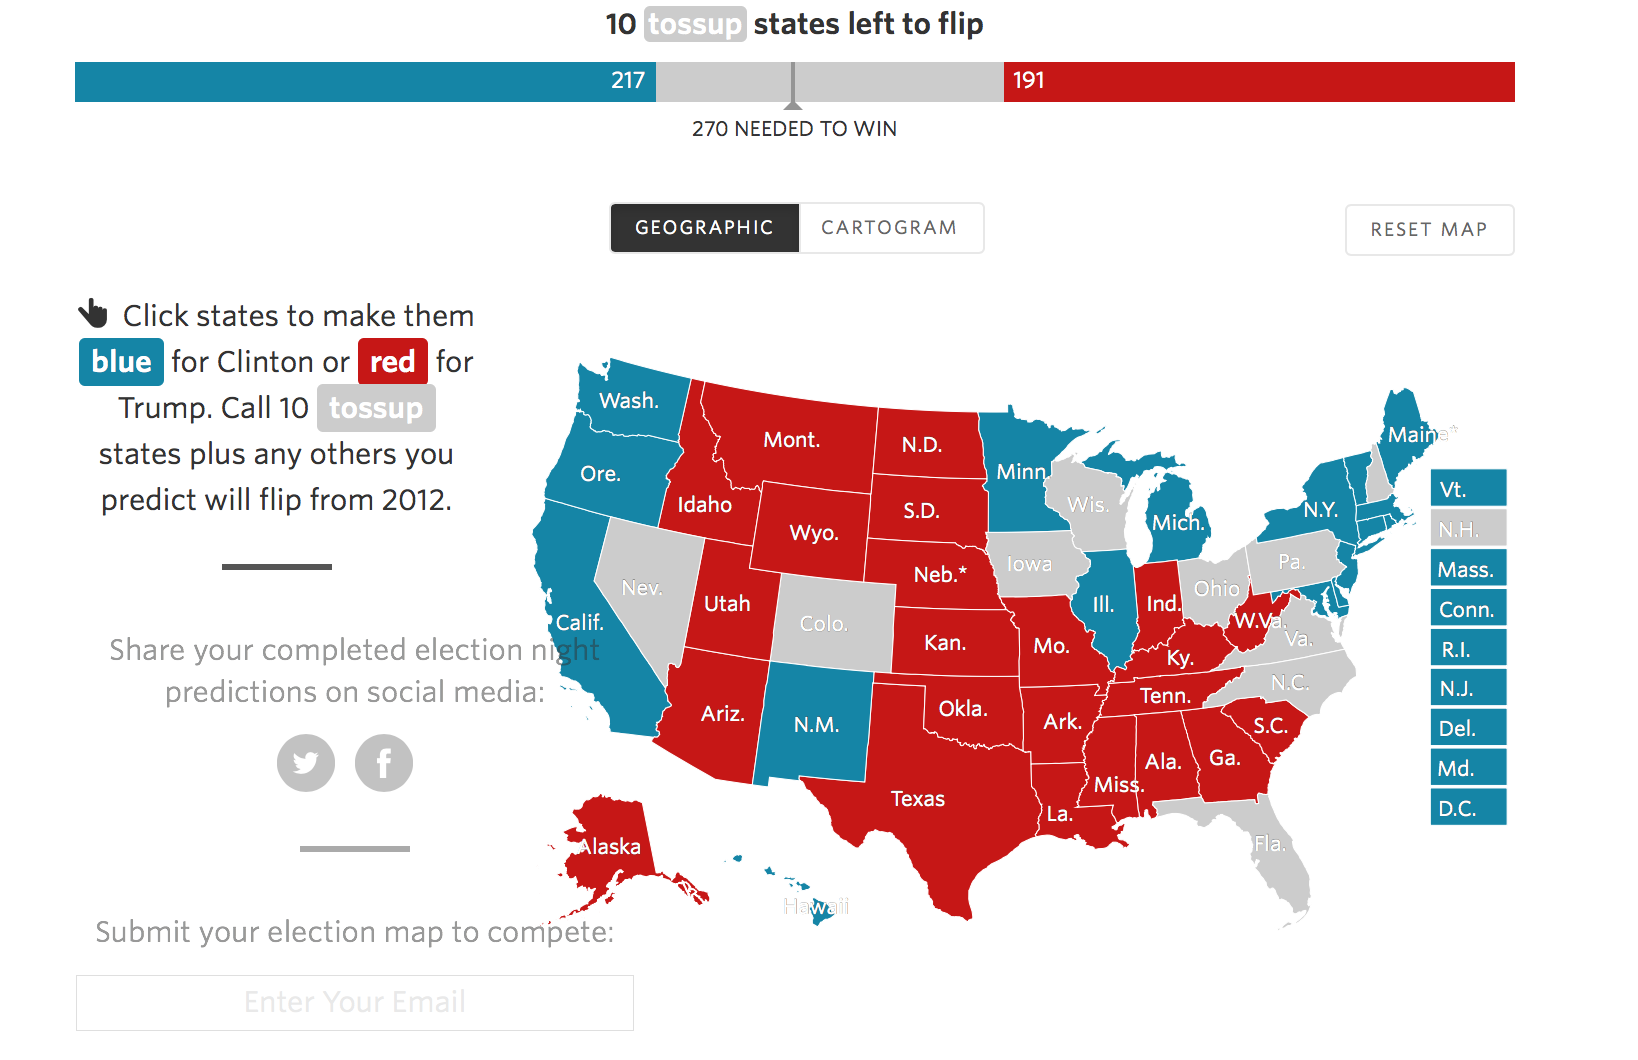 10 tossup states left to flip
217
191
270 NEEDED TO WIN
GEOGRAPHIC
CARTOGRAM
RESET MAP
Click states to make them
blue for Clinton or red for
Trump. Call 10 tossup
states plus any others you
predict will flip from 2012.
Share your completed election night
predictions on social media:
Submit your election map to compete:
Enter Your Email
Wash.
Ore.
Calif.
Nev.
Idaho
Mont.
Wyo.
Utah
Colo.
Ariz.
N.M.
N.D.
S.D.
Neb.*
Kan.
Okla.
Texas
Minn.
Iowa
Mo.
Ark.
La.
Wis.
Ill.
Mich.
Ind.
Ohio
Ky.
Tenn.
Miss.
Ala.
Ga.
Fla.
S.C.
N.C.
Va.
W.Va.
Pa.
N.Y.
Maine*
Alaska
Hawaii
Vt.
N.H.
Mass.
Conn.
R.I.
N.J.
Del.
Md.
D.C.